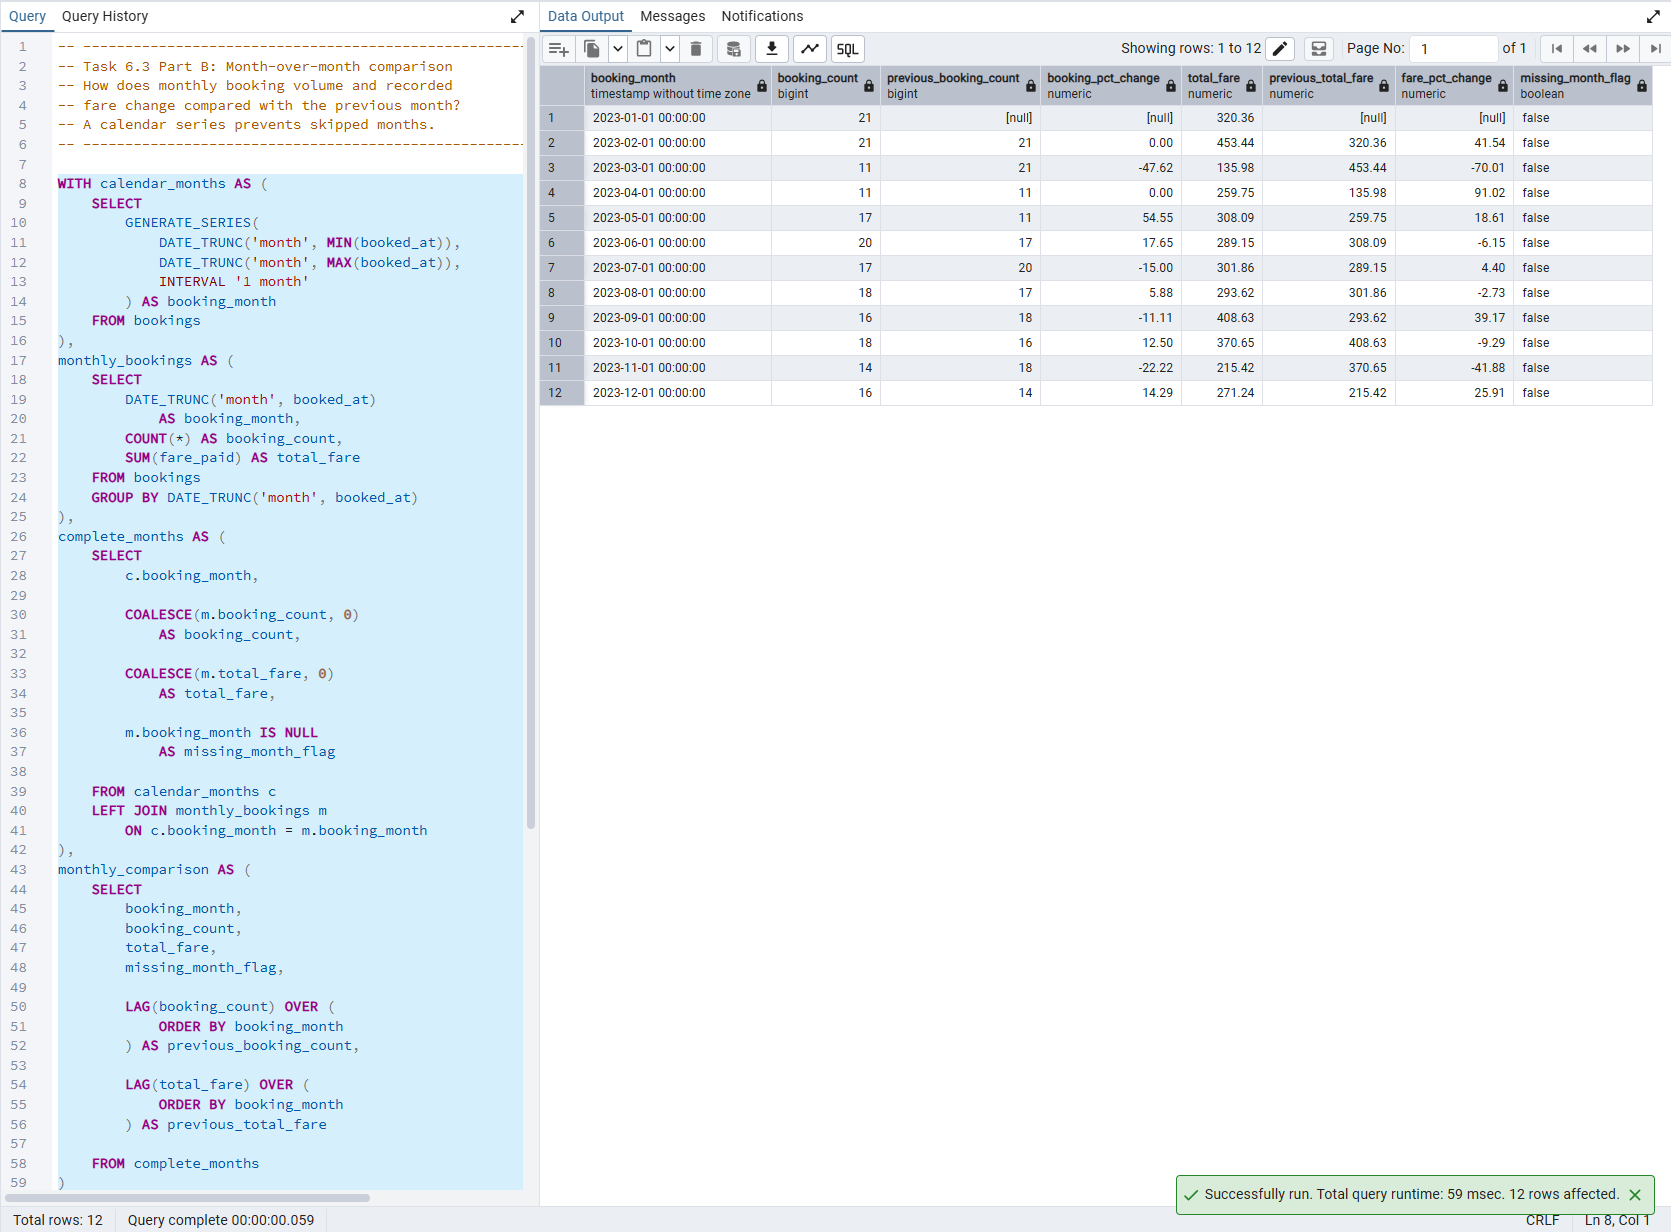 Query Query History
1
2 -- Task 6.3 Part B: Month-over-month comparison
3 -- How does monthly booking volume and recorded
4 -- fare change compared with the previous month?
5 -- A calendar series prevents skipped months.
6
7
8 WITH calendar_months AS (
9 SELECT
10 GENERATE_SERIES(
11 DATE_TRUNC('month', MIN(booked_at)),
12 DATE_TRUNC('month', MAX(booked_at)),
13 INTERVAL '1 month'
14 ) AS booking_month
15 FROM bookings
16 ),
17 monthly_bookings AS (
18 SELECT
19 DATE_TRUNC('month', booked_at)
20 AS booking_month,
21 COUNT(*) AS booking_count,
22 SUM(fare_paid) AS total_fare
23 FROM bookings
24 GROUP BY DATE_TRUNC('month', booked_at)
25 ),
26 complete_months AS (
27 SELECT
28 c.booking_month,
29
30 COALESCE(m.booking_count, 0)
31 AS booking_count,
32
33 COALESCE(m.total_fare, 0)
34 AS total_fare,
35
36 m.booking_month IS NULL
37 AS missing_month_flag
38
39 FROM calendar_months c
40 LEFT JOIN monthly_bookings m
41 ON c.booking_month = m.booking_month
42 ),
43 monthly_comparison AS (
44 SELECT
45 booking_month,
46 booking_count,
47 total_fare,
48 missing_month_flag,
49
50 LAG(booking_count) OVER (
51 ORDER BY booking_month
52 ) AS previous_booking_count,
53
54 LAG(total_fare) OVER (
55 ORDER BY booking_month
56 ) AS previous_total_fare
57
58 FROM complete_months
59 )
Data Output Messages Notifications
SQL Showing rows: 1 to 12 Page No: 1 of 1
booking_month booking_count previous_booking_count booking_pct_change total_fare previous_total_fare fare_pct_change missing_month_flag
timestamp without time zone bigint bigint numeric numeric numeric numeric boolean
1 2023-01-01 00:00:00 21 [null] [null] 320.36 [null] [null] false
2 2023-02-01 00:00:00 21 21 0.00 453.44 320.36 41.54 false
3 2023-03-01 00:00:00 11 21 -47.62 135.98 453.44 -70.01 false
4 2023-04-01 00:00:00 11 11 0.00 259.75 135.98 91.02 false
5 2023-05-01 00:00:00 17 11 54.55 308.09 259.75 18.61 false
6 2023-06-01 00:00:00 20 17 17.65 289.15 308.09 -6.15 false
7 2023-07-01 00:00:00 17 20 -15.00 301.86 289.15 4.40 false
8 2023-08-01 00:00:00 18 17 5.88 293.62 301.86 -2.73 false
9 2023-09-01 00:00:00 16 18 -11.11 408.63 293.62 39.17 false
10 2023-10-01 00:00:00 18 16 12.50 370.65 408.63 -9.29 false
11 2023-11-01 00:00:00 14 18 -22.22 215.42 370.65 -41.88 false
12 2023-12-01 00:00:00 16 14 14.29 271.24 215.42 25.91 false
Successfully run. Total query runtime: 59 msec. 12 rows affected.
Total rows: 12 Query complete 00:00:00.059 CRLF Ln 8, Col 1